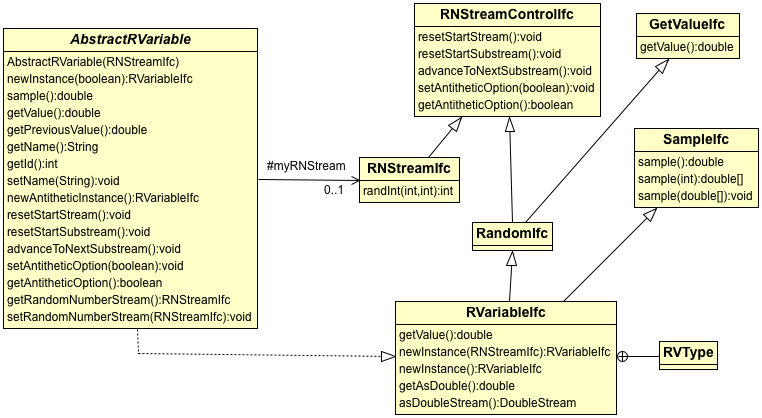 AbstractRVariable
AbstractRVariable(RNStreamIfc)
newInstance(boolean):RVariableIfc
sample():double
getValue():double
getPreviousValue():double
getName():String
getId():int
setName(String):void
newAntitheticInstance():RVariableIfc
resetStartStream():void
resetStartSubstream():void
advanceToNextSubstream():void
setAntitheticOption(boolean):void
getAntitheticOption():boolean
getRandomNumberStream():RNStreamIfc
setRandomNumberStream(RNStreamIfc):void
#myRNStream
0..1
RNStreamControlIfc
resetStartStream():void
resetStartSubstream():void
advanceToNextSubstream():void
setAntitheticOption(boolean):void
getAntitheticOption():boolean
GetValueIfc
getValue():double
RNStreamIfc
randInt(int,int):int
SampleIfc
sample():double
sample(int):double[]
sample(double[]):void
RandomIfc
RVariableIfc
getValue():double
newInstance(RNStreamIfc):RVariableIfc
newInstance():RVariableIfc
getAsDouble():double
asDoubleStream():DoubleStream
RVType